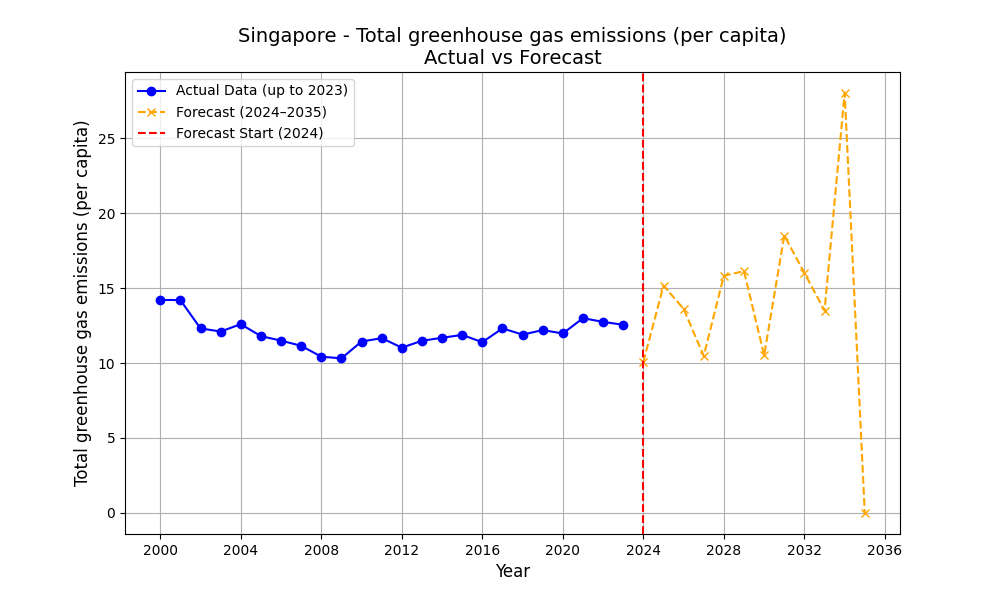 Singapore - Total greenhouse gas emissions (per capita)
Actual vs Forecast
Actual Data (up to 2023)
Forecast (2024–2035)
Forecast Start (2024)
Total greenhouse gas emissions (per capita)
25
20
15
10
5
0
2000 2004 2008 2012 2016 2020 2024 2028 2032 2036
Year